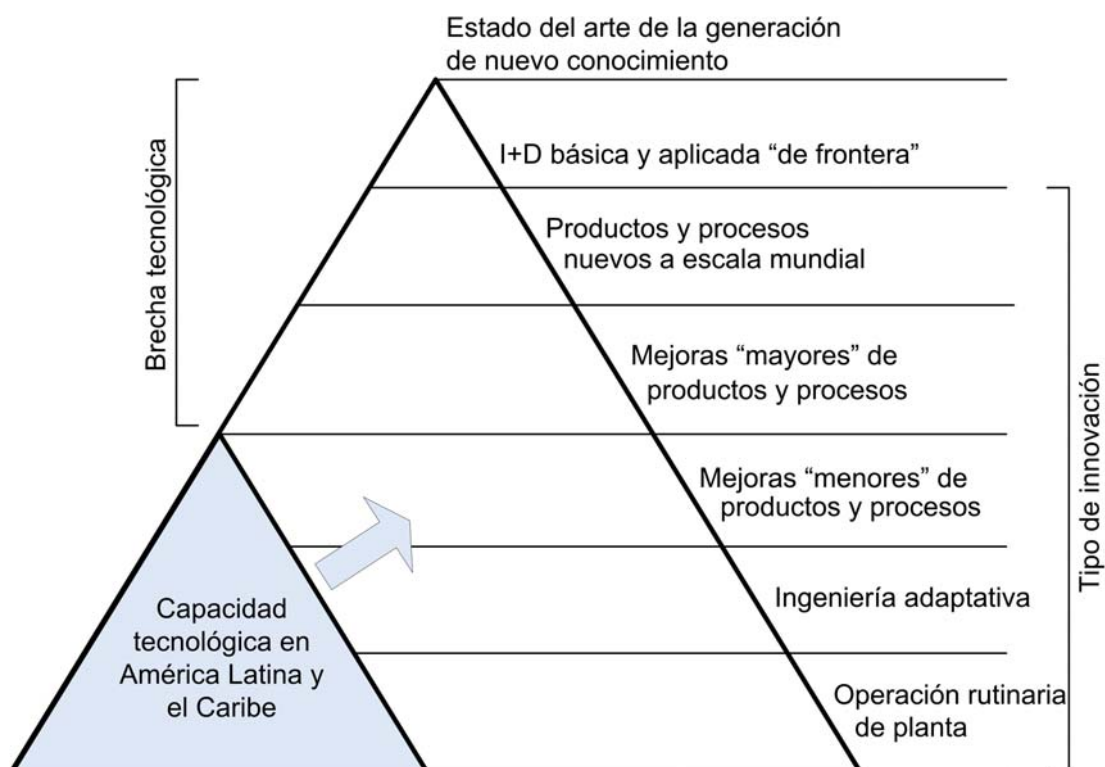 Estado del arte de la generación
de nuevo conocimiento
Brecha tecnológica
I+D básica y aplicada “de frontera”
Productos y procesos
nuevos a escala mundial
Mejoras “mayores” de
productos y procesos
Mejoras “menores” de
productos y procesos
Ingeniería adaptativa
Operación rutinaria
de planta
Tipo de innovación
Capacidad
tecnológica en
América Latina y
el Caribe